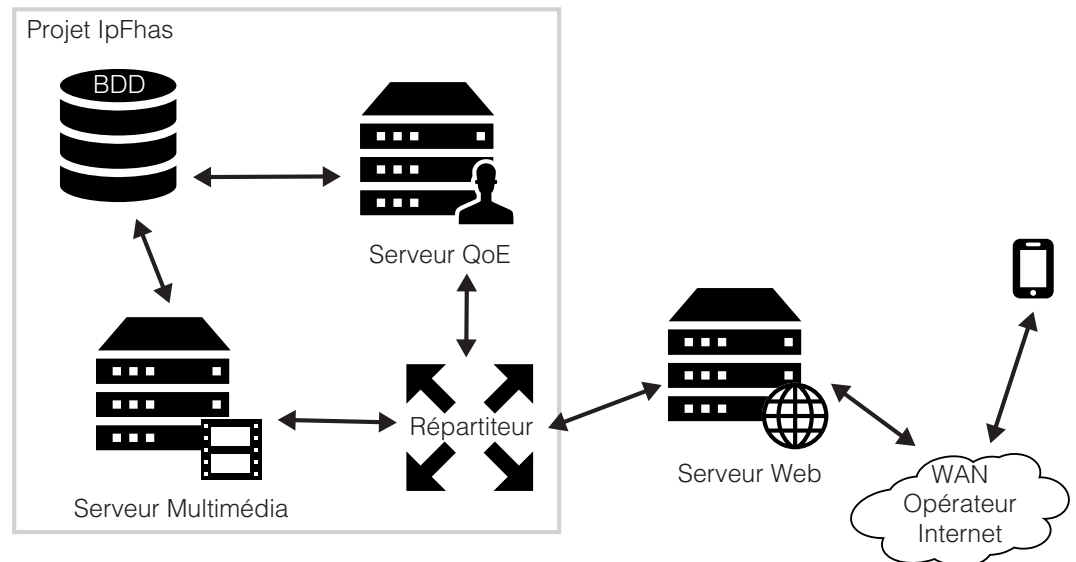 Projet IpFhas
BDD
Serveur QoE
Répartiteur
Serveur Multimédia
Serveur Web
WAN
Opérateur
Internet